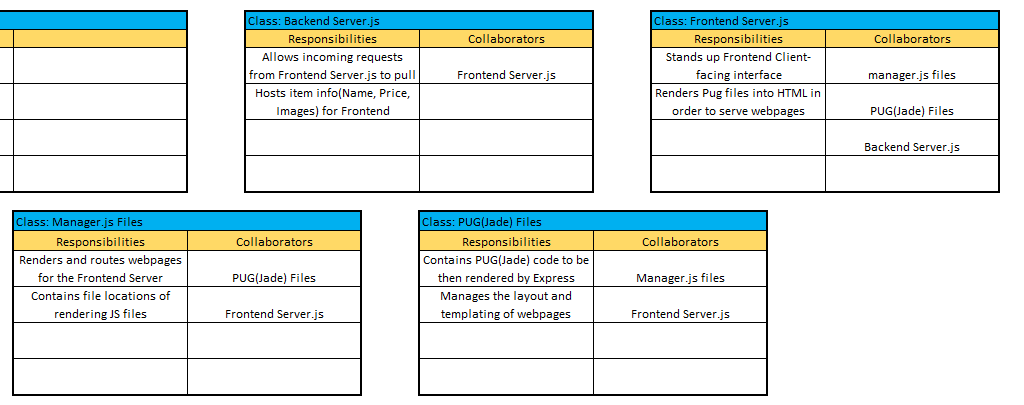 Class: Backend Server.js
Responsibilities
Collaborators
Allows incoming requests
from Frontend Server.js to pull
Frontend Server.js
Hosts item info(Name, Price,
Images) for Frontend
Class: Frontend Server.js
Responsibilities
Collaborators
Stands up Frontend Client-
facing interface
manager.js files
Renders Pug files into HTML in
order to serve webpages
PUG(Jade) Files
Backend Server.js
Class: Manager.js Files
Responsibilities
Collaborators
Renders and routes webpages
for the Frontend Server
PUG(Jade) Files
Contains file locations of
rendering JS files
Frontend Server.js
Class: PUG(Jade) Files
Responsibilities
Collaborators
Contains PUG(Jade) code to be
then rendered by Express
Manager.js files
Manages the layout and
templating of webpages
Frontend Server.js